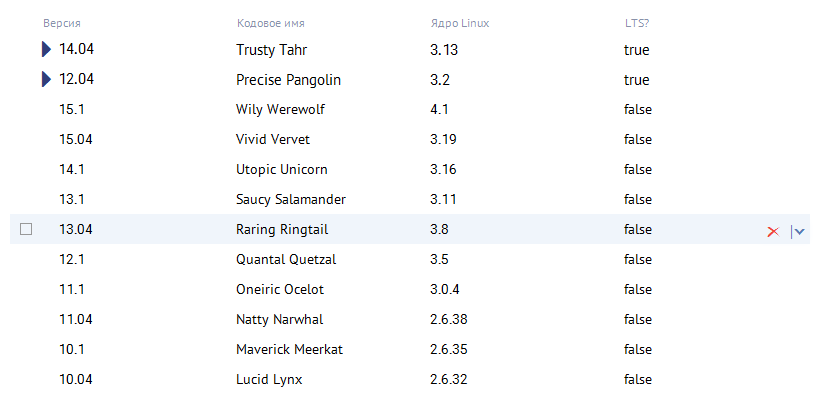 Версия Кодовое имя Ядро Linux LTS?
14.04 Trusty Tahr 3.13 true
12.04 Precise Pangolin 3.2 true
15.1 Wily Werewolf 4.1 false
15.04 Vivid Vervet 3.19 false
14.1 Utopic Unicorn 3.16 false
13.1 Saucy Salamander 3.11 false
13.04 Raring Ringtail 3.8 false
12.1 Quantal Quetzal 3.5 false
11.1 Oneiric Ocelot 3.0.4 false
11.04 Natty Narwhal 2.6.38 false
10.1 Maverick Meerkat 2.6.35 false
10.04 Lucid Lynx 2.6.32 false